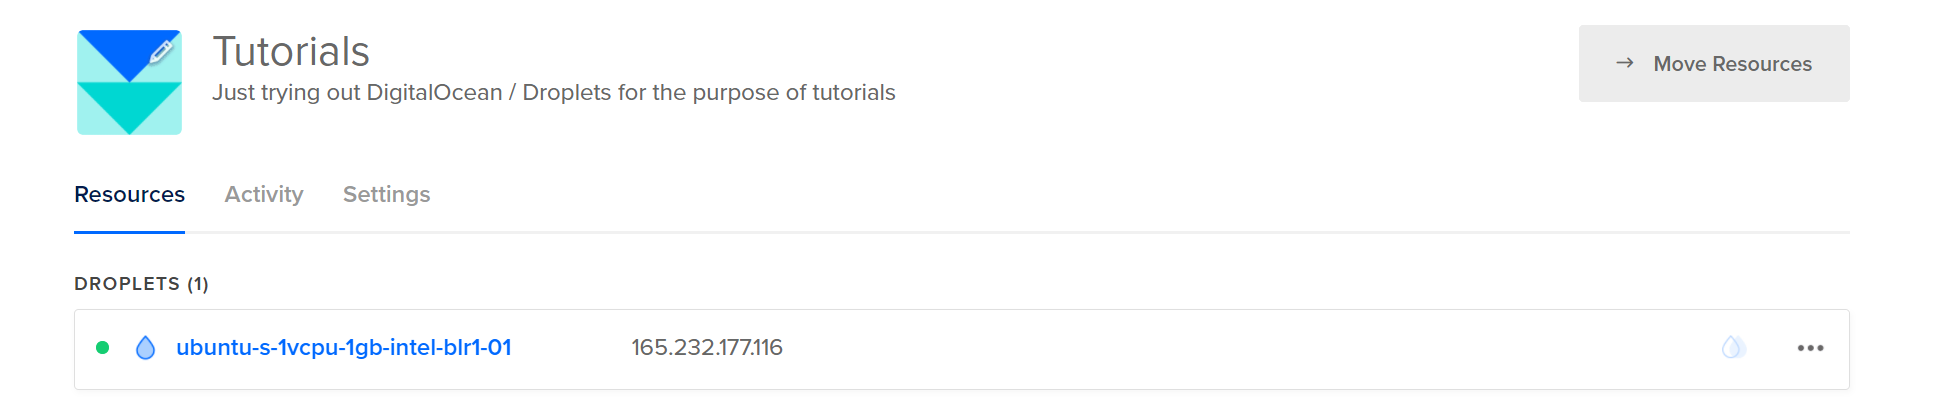 Tutorials
Just trying out DigitalOcean / Droplets for the purpose of tutorials
→ Move Resources
Resources Activity Settings
DROPLETS (1)
ubuntu-s-1vcpu-1gb-intel-blr1-01 165.232.177.116